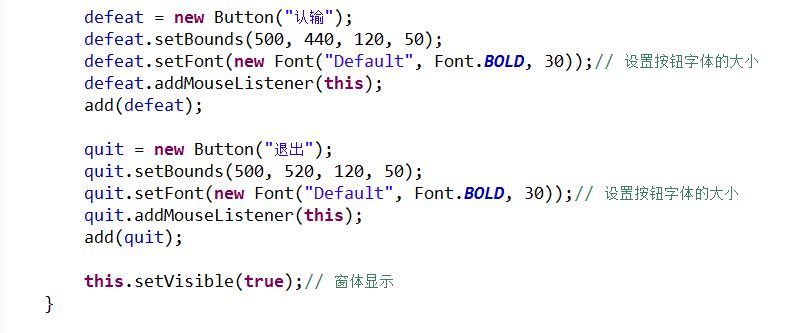 defeat = new Button("认输");
defeat.setBounds(500, 440, 120, 50);
defeat.setFont(new Font("Default", Font.BOLD, 30));// 设置按钮字体的大小
defeat.addMouseListener(this);
add(defeat);
quit = new Button("退出");
quit.setBounds(500, 520, 120, 50);
quit.setFont(new Font("Default", Font.BOLD, 30));// 设置按钮字体的大小
quit.addMouseListener(this);
add(quit);
this.setVisible(true);// 窗体显示
}